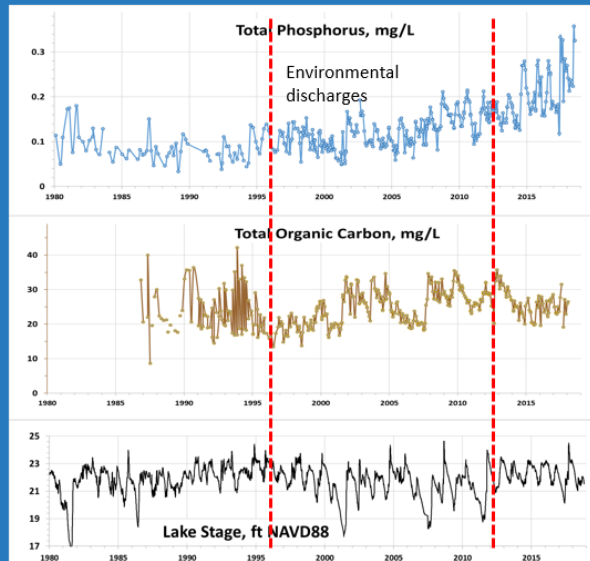 Total Phosphorus, mg/L
0.3
Environmental
discharges
0.2
0.1
0
1980 1985 1990 1995 2000 2005 2010 2015
Total Organic Carbon, mg/L
40
30
20
10
0
1980 1985 1990 1995 2000 2005 2010 2015
25
23
21
19
Lake Stage, ft NAVD88
17
1980 1985 1990 1995 2000 2005 2010 2015